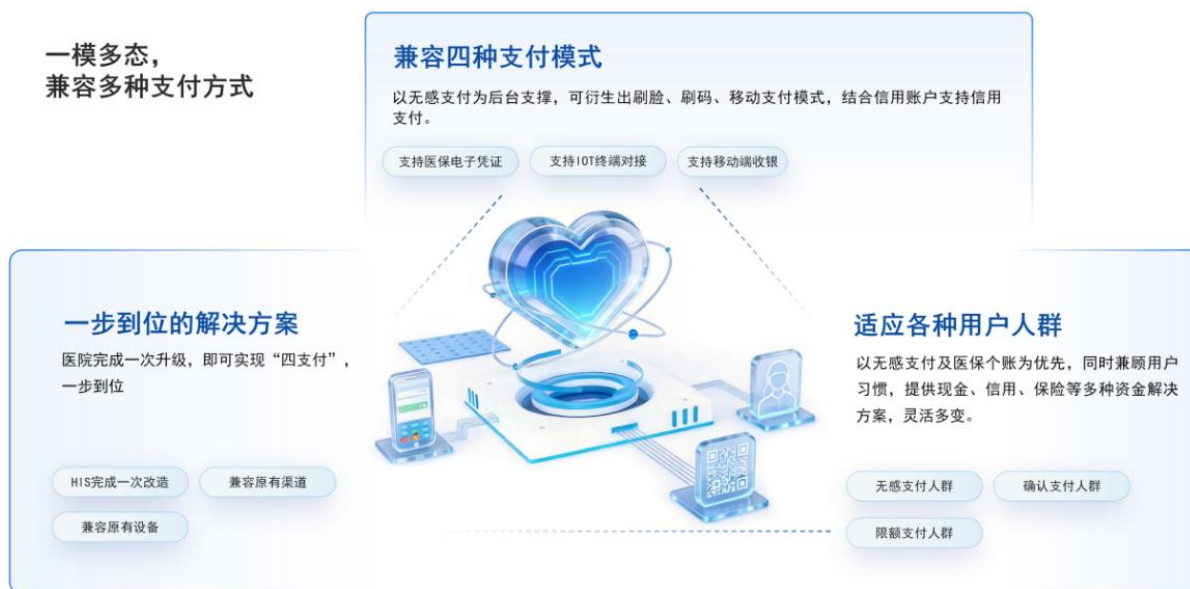 一模多态，
兼容多种支付方式
兼容四种支付模式
以无感支付为后台支撑，可衍生出刷脸、刷码、移动支付模式，结合信用账户支持信用
支付。
支持医保电子凭证
支持IOT终端对接
支持移动端收银
一步到位的解决方案
医院完成一次升级，即可实现“四支付”，
一步到位
HIS完成一次改造
兼容原有渠道
兼容原有设备
适应各种用户人群
以无感支付及医保个账为优先，同时兼顾用户
习惯，提供现金、信用、保险等多种资金解决
方案，灵活多变。
无感支付人群
确认支付人群
限额支付人群